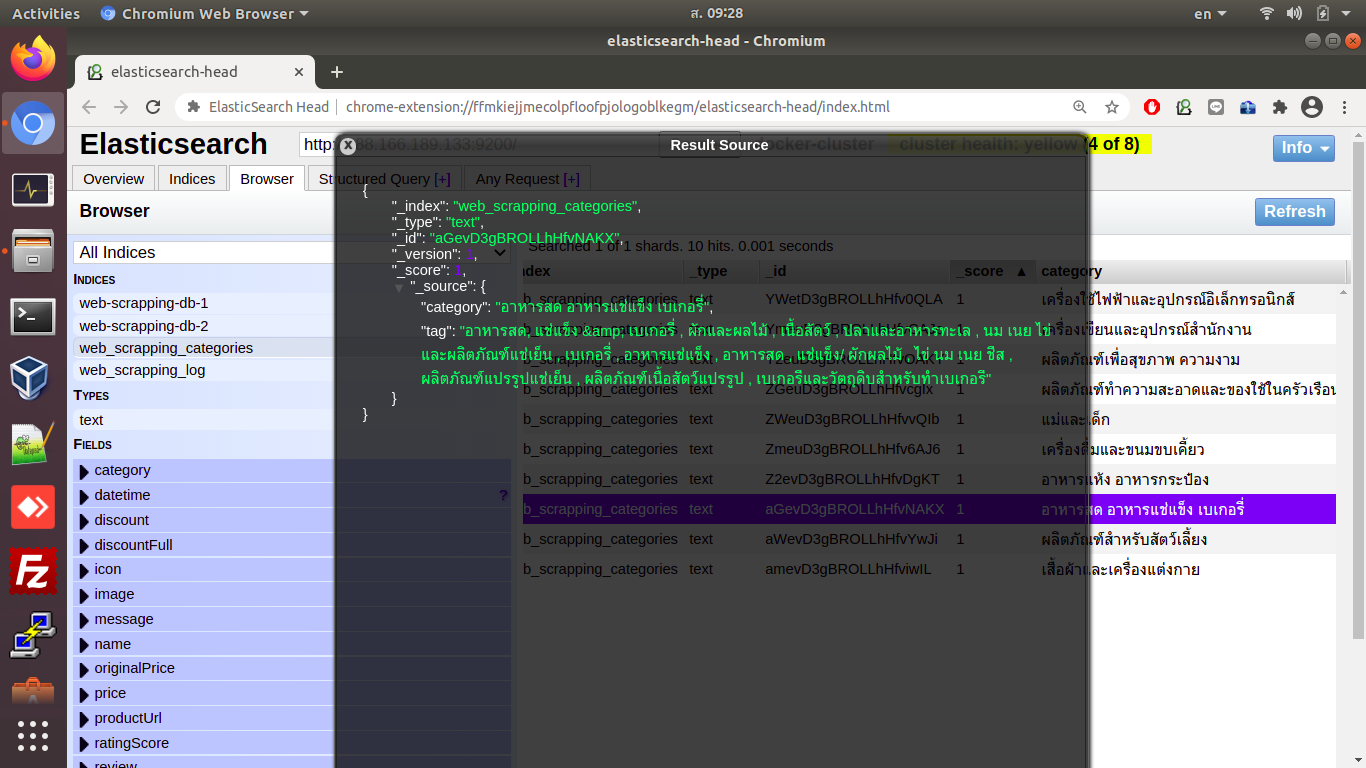 Activities
Chromium Web Browser
ส. 09:28
en
elasticsearch-head - Chromium
elasticsearch-head
ElasticSearch Head
chrome-extension://ffmkiejjmecolpfloofpjologoblkegm/elasticsearch-head/index.html
Elasticsearch
cluster health: yellow (4 of 8)
Info
Overview
Indices
Browser
Structured Query [+]
Any Request [+]
Browser
Refresh
Result Source
{
"_index": "web_scrapping_categories",
"_type": "text",
"_id": "aGevD3gBROLLhHfvNAKX",
"_version": 1,
"_score": 1,
"_source": {
"category": "อาหารสด อาหารแช่แข็ง เบเกอรี่",
"tag": "อาหารสด, แช่แข็ง &amp; เบเกอรี่ , ผักและผลไม้ , เนื้อสัตว์ , ปลาและอาหารทะเล , นม เนย ไข่
และผลิตภัณฑ์แช่เย็น , เบเกอรี่ , อาหารแช่แข็ง , อาหารสด , แช่แข็ง/ ผักผลไม้ , ไข่ นม เนย ชีส ,
ผลิตภัณฑ์แปรรูปแช่เย็น , ผลิตภัณฑ์เนื้อสัตว์แปรรูป , เบเกอรีและวัตถุดิบสำหรับทำเบเกอรี"
}
}
All Indices
Indices
web-scrapping-db-1
web-scrapping-db-2
web_scrapping_categories
web_scrapping_log
Types
text
Fields
category
datetime
?
discount
discountFull
icon
image
message
name
originalPrice
price
productUrl
ratingScore
review
Searched 1 of 1 shards. 10 hits. 0.001 seconds
ndex _type _id _score ▲ category
b_scrapping_categories text YWetD3gBROLLhHfv0QLA 1 เครื่องใช้ไฟฟ้าและอุปกรณ์อิเล็กทรอนิกส์
เครื่องเขียนและอุปกรณ์สำนักงาน
ผลิตภัณฑ์เพื่อสุขภาพ ความงาม
b_scrapping_categories text ZGeuD3gBROLLhHfvcgIx 1 ผลิตภัณฑ์ทำความสะอาดและของใช้ในครัวเรือน
b_scrapping_categories text ZWeuD3gBROLLhHfvvQIb 1 แม่และเด็ก
b_scrapping_categories text ZmeuD3gBROLLhHfv6AJ6 1 เครื่องดื่มและขนมขบเคี้ยว
b_scrapping_categories text Z2evD3gBROLLhHfvDgKT 1 อาหารแห้ง อาหารกระป๋อง
b_scrapping_categories text aGevD3gBROLLhHfvNAKX 1 อาหารสด อาหารแช่แข็ง เบเกอรี่
b_scrapping_categories text aWevD3gBROLLhHfvYwJi 1 ผลิตภัณฑ์สำหรับสัตว์เลี้ยง
b_scrapping_categories text amevD3gBROLLhHfviwIL 1 เสื้อผ้าและเครื่องแต่งกาย